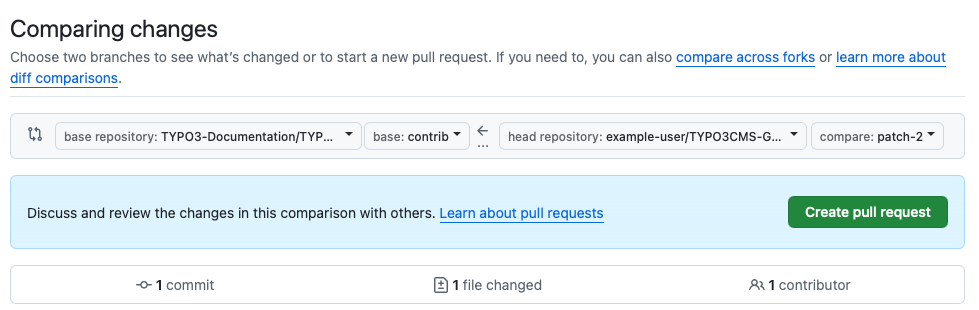 Comparing changes
Choose two branches to see what's changed or to start a new pull request. If you need to, you can also compare across forks or learn more about
diff comparisons.
base repository: TYPO3-Documentation/TYP... base: contrib ... head repository: example-user/TYPO3CMS-G... compare: patch-2
Discuss and review the changes in this comparison with others. Learn about pull requests Create pull request
1 commit 1 file changed 1 contributor